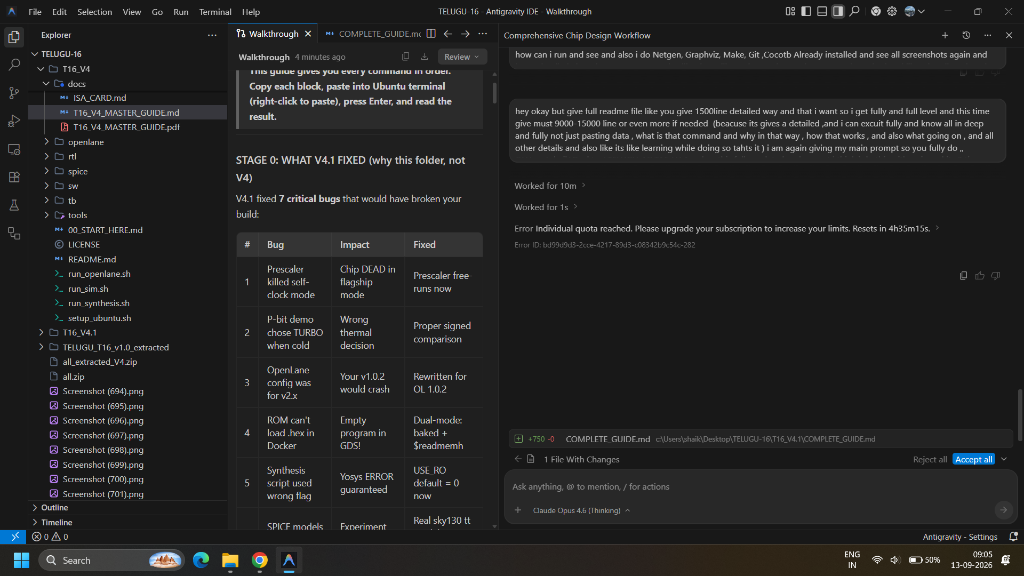 File Edit Selection View Go Run Terminal Help
TELUGU-16 - Antigravity IDE - Walkthrough
Explorer
TELUGU-16
T16_V4
docs
ISA_CARD.md
T16_V4_MASTER_GUIDE.md
T16_V4_MASTER_GUIDE.pdf
openlane
rtl
spice
sw
tb
tools
00_START_HERE.md
LICENSE
README.md
run_openlane.sh
run_sim.sh
run_synthesis.sh
setup_ubuntu.sh
T16_V4.1
TELUGU_T16_v1.0_extracted
all_extracted_V4.zip
all.zip
Screenshot (694).png
Screenshot (695).png
Screenshot (696).png
Screenshot (697).png
Screenshot (698).png
Screenshot (699).png
Screenshot (700).png
Screenshot (701).png
Outline
Timeline
0 0
Walkthrough
COMPLETE_GUIDE.mc
Walkthrough 4 minutes ago
Review
This guide gives you every command in order.
Copy each block, paste into Ubuntu terminal
(right-click to paste), press Enter, and read the
result.
STAGE 0: WHAT V4.1 FIXED (why this folder, not
V4)
V4.1 fixed 7 critical bugs that would have broken your
build:
# Bug Impact Fixed
1 Prescaler killed self-clock mode Chip DEAD in flagship mode Prescaler free runs now
2 P-bit demo chose TURBO when cold Wrong thermal decision Proper signed comparison
3 OpenLane config was for v2.x Your v1.0.2 would crash Rewritten for OL 1.0.2
4 ROM can't load .hex in Docker Empty program in GDS! Dual-mode: baked + $readmemh
5 Synthesis script used wrong flag Yosys ERROR guaranteed USE_RO default = 0 now
SPICE models Experiment Real sky130 tt
Comprehensive Chip Design Workflow
how can i run and see and also i do Netgen, Graphviz, Make, Git ,Cocotb Already installed and see all screenshots again and
hey okay but give full readme file like you give 1500line detailed way and that i want so i get fully and full level and this time
give must 9000-15000 line or even more if needed (beacuse its gives a detailed ,and i can excuit fully and know all in deep
and fully not just pasting data , what is that command and why in that way , how that works , and also what going on , and all
other details and also like its like learning while doing so tahts it ) i am again giving my main prompt so you fully do ,,
Worked for 10m
Worked for 1s
Error Individual quota reached. Please upgrade your subscription to increase your limits. Resets in 4h35m15s.
+750 -0 COMPLETE_GUIDE.md c:\Users\shaik\Desktop\TELUGU-16\T16_V4.1\COMPLETE_GUIDE.md
1 File With Changes
Reject all Accept all
Ask anything, @ to mention, / for actions
Claude Opus 4.6 (Thinking)
Antigravity - Settings
Search
ENG
IN
50%
09:05
13-09-2026